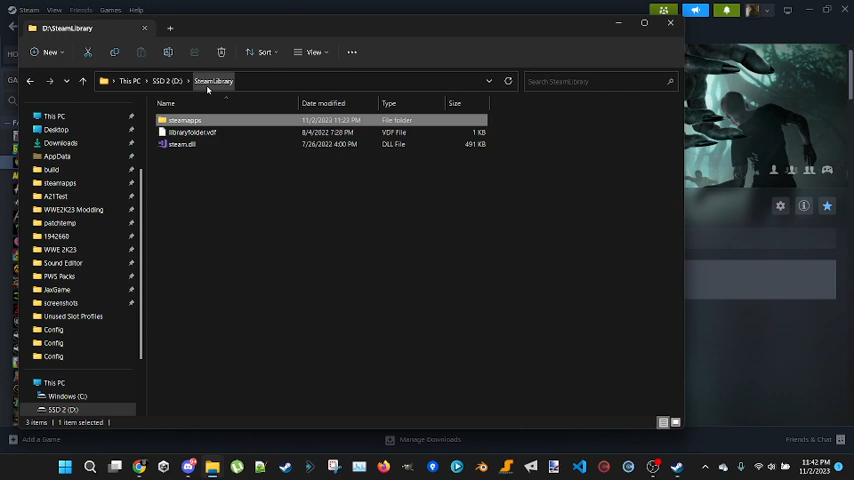 Steam View Friends Games Help
D:\SteamLibrary
New Sort View
This PC SSD 2 (D:) SteamLibrary Search SteamLibrary
Name Date modified Type Size
This PC
Desktop
Downloads
AppData
build
steamapps
A21Test
WWE2K23 Modding
patchtemp
1942660
WWE 2K23
Sound Editor
PWS Packs
JaxGame
screenshots
Unused Slot Profiles
Config
Config
Config
This PC
Windows (C:)
SSD 2 (D:)
steamapps 11/2/2023 11:23 PM File folder
libraryfolder.vdf 8/4/2022 7:28 PM VDF File 1 KB
steam.dll 7/26/2022 4:00 PM DLL File 491 KB
3 items 1 item selected
Add a Game Manage Downloads Friends & Chat
11:42 PM
11/2/2023